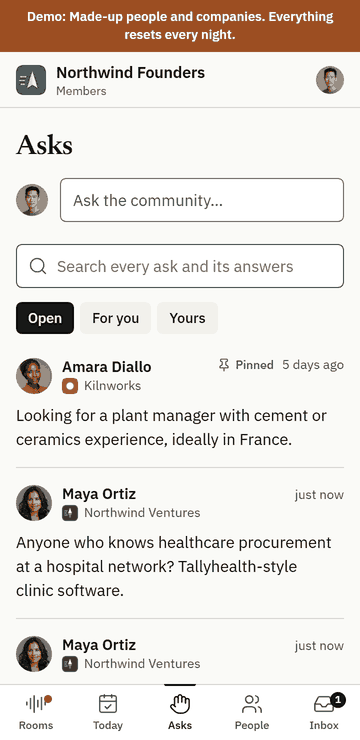 Demo: Made-up people and companies. Everything
resets every night.
Northwind Founders
Members
Asks
Ask the community...
Search every ask and its answers
Open
For you
Yours
Amara Diallo
Pinned 5 days ago
Kilnworks
Looking for a plant manager with cement or
ceramics experience, ideally in France.
Maya Ortiz
just now
Northwind Ventures
Anyone who knows healthcare procurement
at a hospital network? Tallyhealth-style
clinic software.
Maya Ortiz
just now
Northwind Ventures
Rooms
Today
Asks
People
1
Inbox